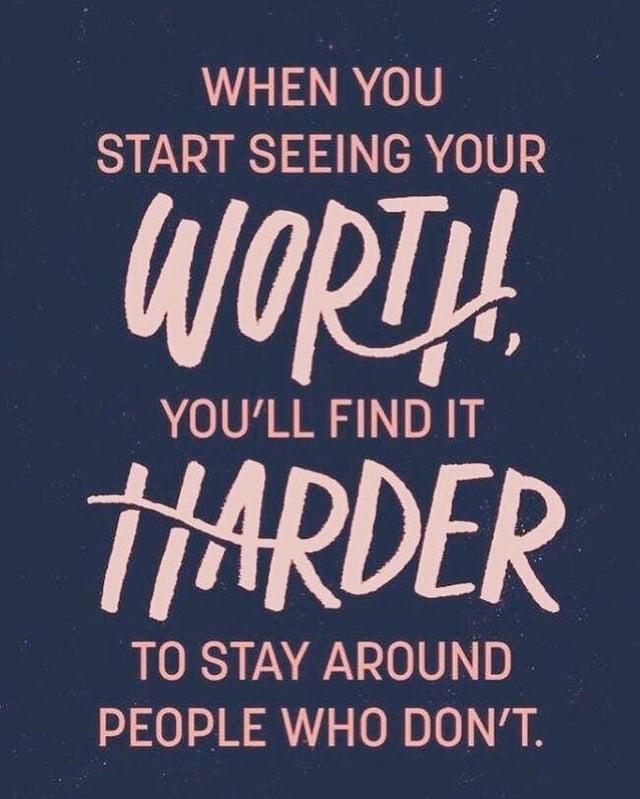 WHEN YOU
START SEEING YOUR
WORTH,
YOU'LL FIND IT
HARDER
TO STAY AROUND
PEOPLE WHO DON'T.